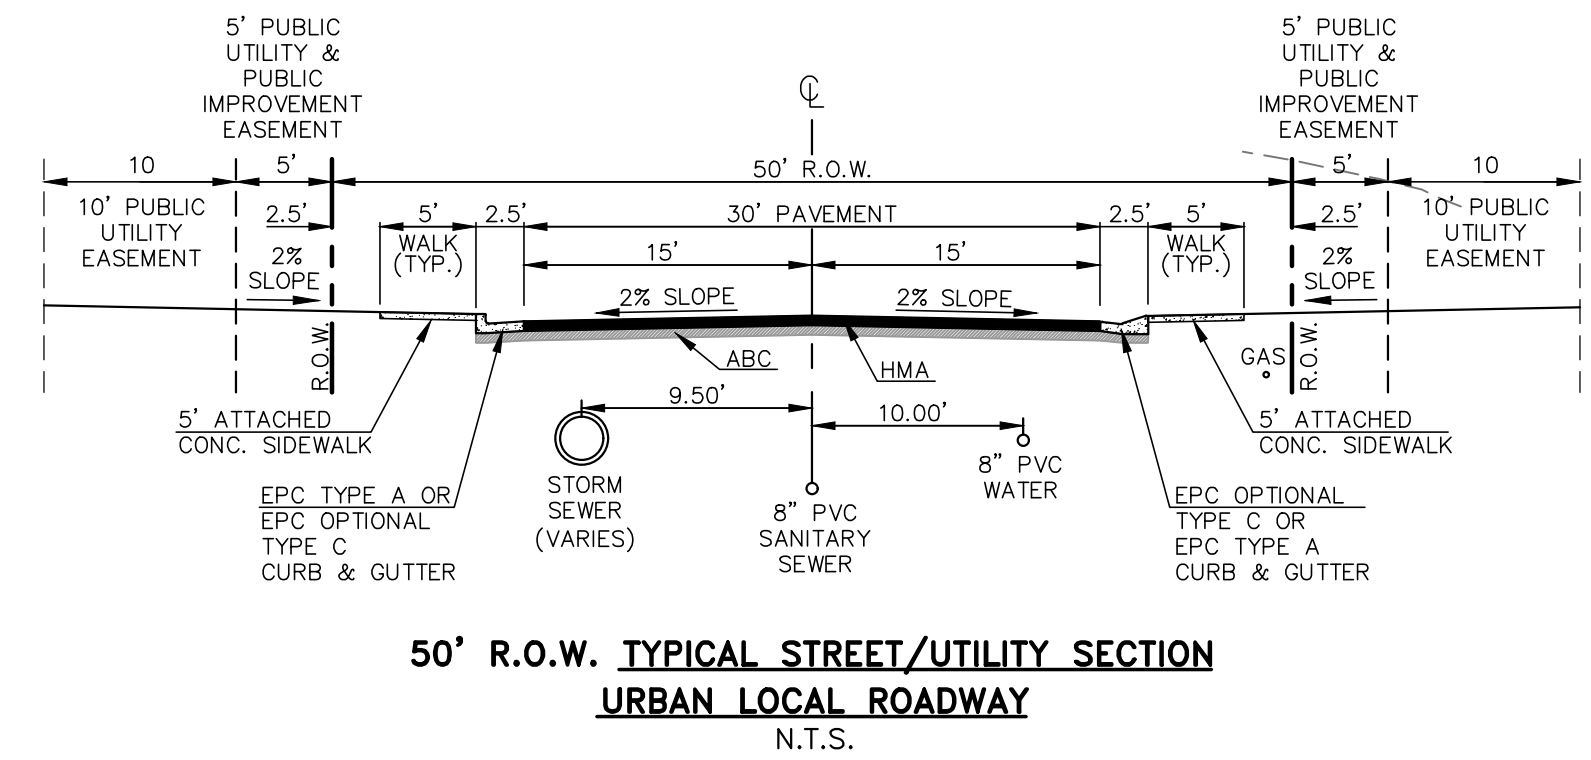 5' PUBLIC
UTILITY &
PUBLIC
IMPROVEMENT
EASEMENT
℄
5' PUBLIC
UTILITY &
PUBLIC
IMPROVEMENT
EASEMENT
10
5'
50' R.O.W.
5'
10
10' PUBLIC
UTILITY
EASEMENT
2.5'
5'
2.5'
30' PAVEMENT
2.5'
5'
2.5'
10' PUBLIC
UTILITY
EASEMENT
WALK
(TYP.)
WALK
(TYP.)
2%
SLOPE
15'
15'
2%
SLOPE
2% SLOPE
2% SLOPE
R.O.W.
ABC
HMA
GAS
R.O.W.
9.50'
10.00'
5' ATTACHED
CONC. SIDEWALK
5' ATTACHED
CONC. SIDEWALK
EPC TYPE A OR
EPC OPTIONAL
TYPE C
CURB & GUTTER
STORM
SEWER
(VARIES)
8" PVC
SANITARY
SEWER
8" PVC
WATER
EPC OPTIONAL
TYPE C OR
EPC TYPE A
CURB & GUTTER
50' R.O.W. TYPICAL STREET/UTILITY SECTION
URBAN LOCAL ROADWAY
N.T.S.